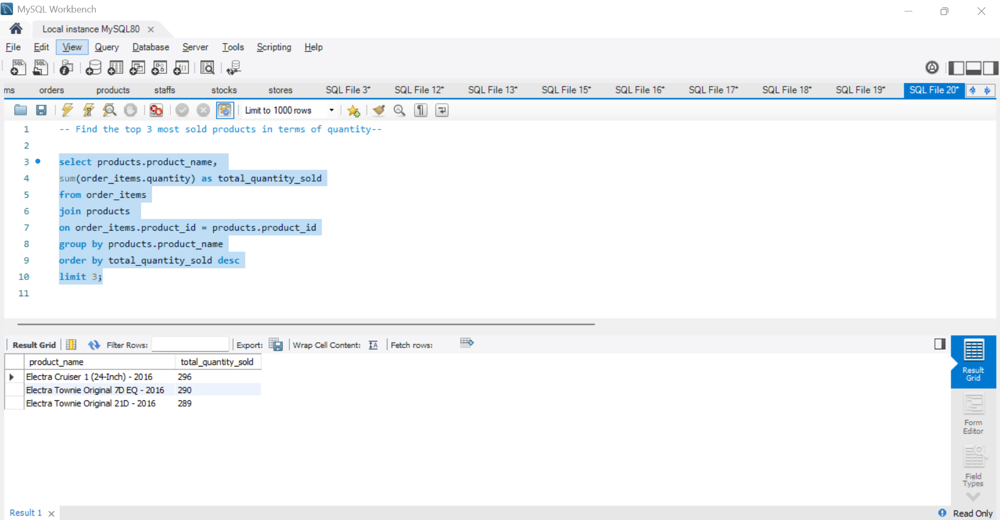 MySQL Workbench
Local instance MySQL80
File Edit View Query Database Server Tools Scripting Help
ms orders products staffs stocks stores SQL File 3* SQL File 12* SQL File 13* SQL File 15* SQL File 16* SQL File 17* SQL File 18* SQL File 19* SQL File 20*
Limit to 1000 rows
1 -- Find the top 3 most sold products in terms of quantity--
2
3 select products.product_name,
4 sum(order_items.quantity) as total_quantity_sold
5 from order_items
6 join products
7 on order_items.product_id = products.product_id
8 group by products.product_name
9 order by total_quantity_sold desc
10 limit 3;
11
Result Grid Filter Rows: Export: Wrap Cell Content: Fetch rows:
product_name total_quantity_sold
Electra Cruiser 1 (24-Inch) - 2016 296
Electra Townie Original 7D EQ - 2016 290
Electra Townie Original 21D - 2016 289
Result
Grid
Form
Editor
Field
Types
Result 1
Read Only